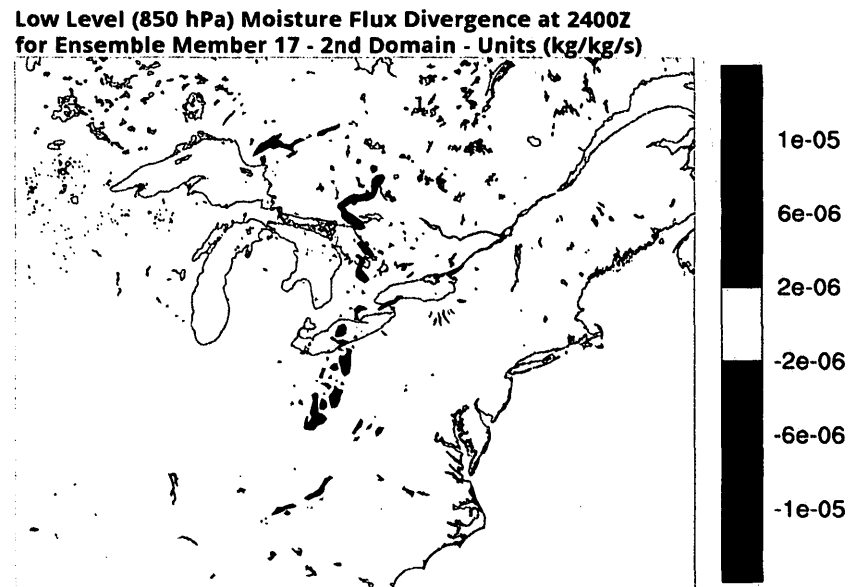 Low Level (850 hPa) Moisture Flux Divergence at 2400Z
for Ensemble Member 17 - 2nd Domain - Units (kg/kg/s)
1e-05
6e-06
2e-06
-2e-06
-6e-06
-1e-05